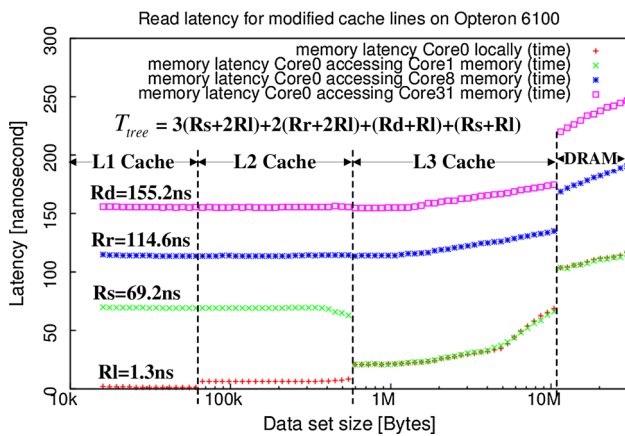 Read latency for modified cache lines on Opteron 6100
300
250
200
150
100
50
0
Latency [nanosecond]
memory latency Core0 locally (time)
memory latency Core0 accessing Core1 memory (time)
memory latency Core0 accessing Core8 memory (time)
memory latency Core0 accessing Core31 memory (time)
T tree = 3(Rs+2Rl)+2(Rr+2Rl)+(Rd+Rl)+(Rs+Rl)
L1 Cache L2 Cache L3 Cache DRAM
Rd=155.2ns
Rr=114.6ns
Rs=69.2ns
Rl=1.3ns
10k 100k 1M 10M
Data set size [Bytes]